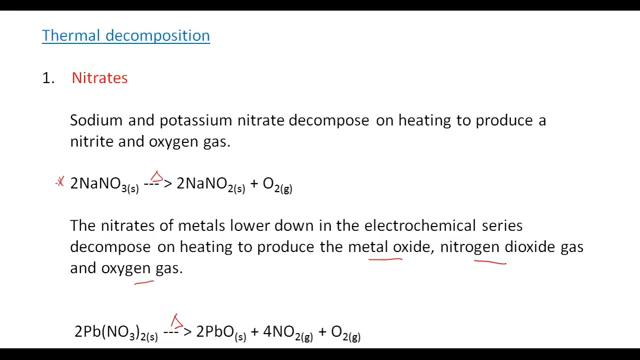 Thermal decomposition
1. Nitrates
Sodium and potassium nitrate decompose on heating to produce a
nitrite and oxygen gas.
* 2NaNO₃₍ₛ₎ --Δ-> 2NaNO₂₍ₛ₎ + O₂₍g₎
The nitrates of metals lower down in the electrochemical series
decompose on heating to produce the metal oxide, nitrogen dioxide gas
and oxygen gas.
2Pb(NO₃)₂₍ₛ₎ --Δ-> 2PbO₍ₛ₎ + 4NO₂₍g₎ + O₂₍g₎